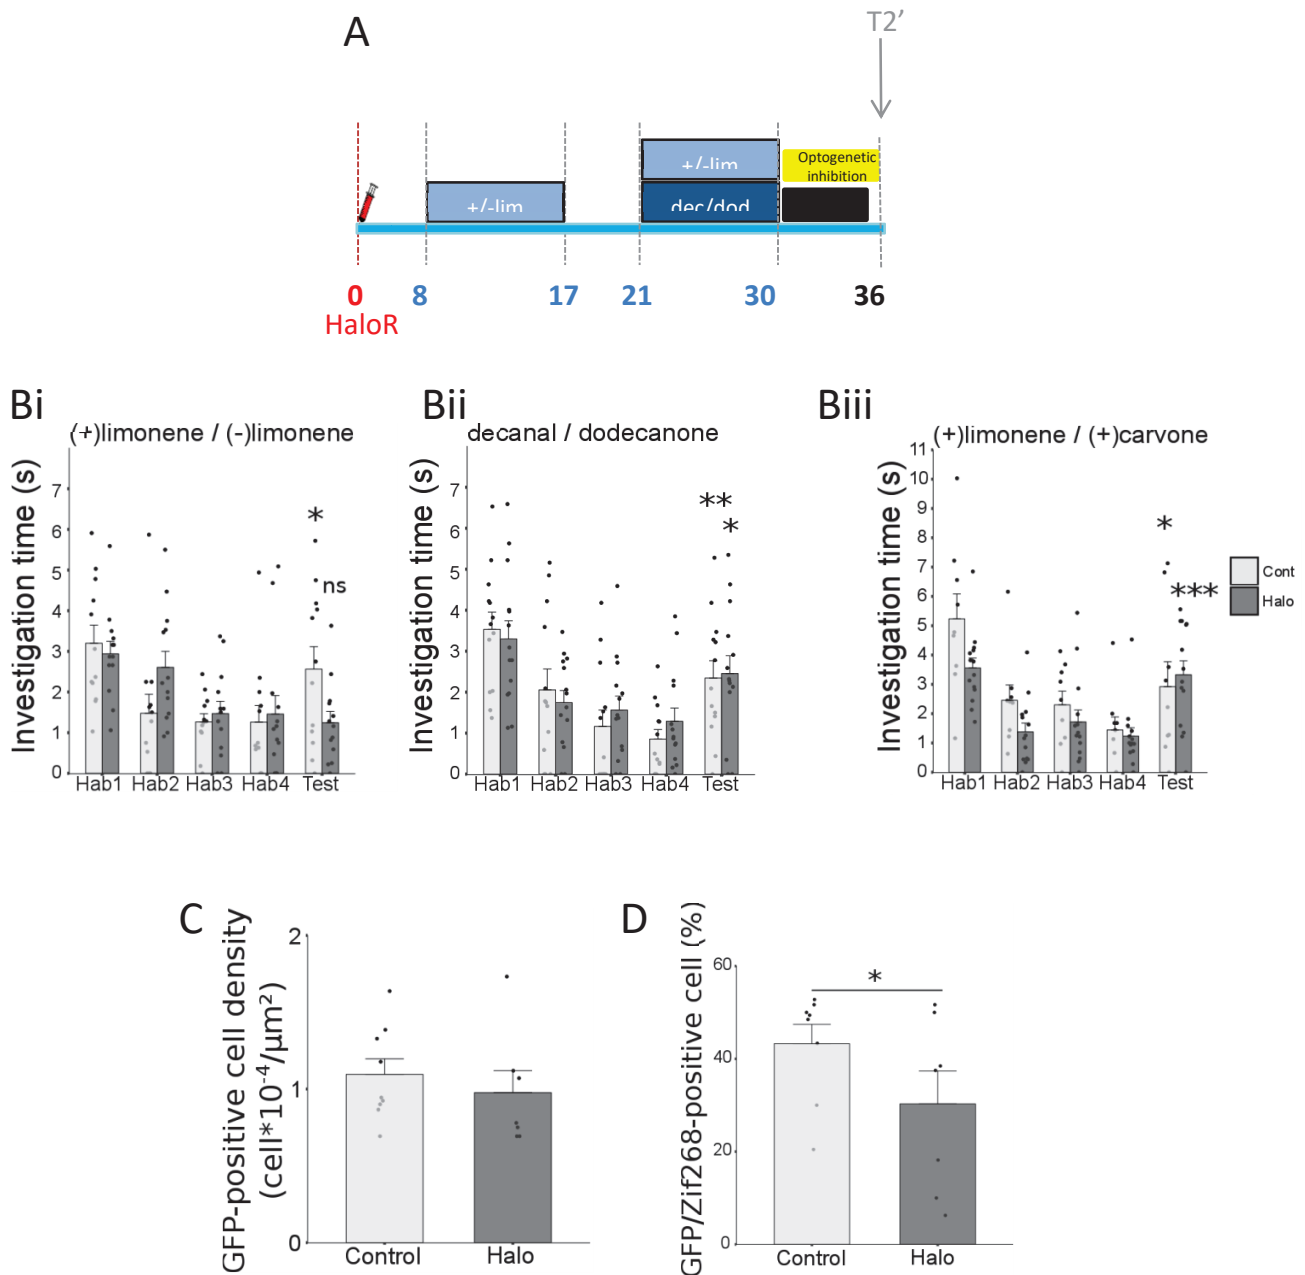 A
T2’
+/-lim
Optogenetic
inhibition
+/-lim
dec/dod
0
8
17
21
30
36
HaloR
Bi
(+)limonene / (-)limonene
Investigation time (s)
7
6
5
4
3
2
1
0
*
ns
Hab1 Hab2 Hab3 Hab4 Test
Bii
decanal / dodecanone
Investigation time (s)
7
6
5
4
3
2
1
0
**
*
Hab1 Hab2 Hab3 Hab4 Test
Biii
(+)limonene / (+)carvone
Investigation time (s)
11
10
9
8
7
6
5
4
3
2
1
0
*
***
Hab1 Hab2 Hab3 Hab4 Test
Cont
Halo
C
GFP-positive cell density
(cell*10⁻⁴/µm²)
2
1
0
Control Halo
D
GFP/Zif268-positive cell (%)
60
40
20
0
*
Control Halo